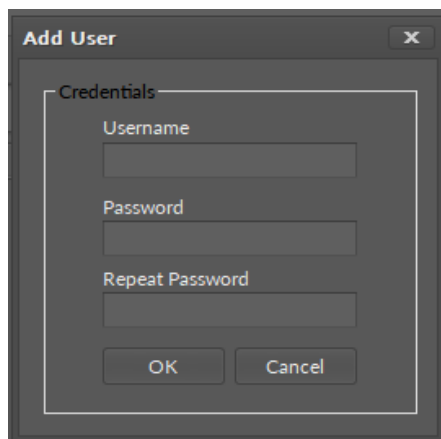 Add User
x
Credentials
Username
Password
Repeat Password
OK Cancel